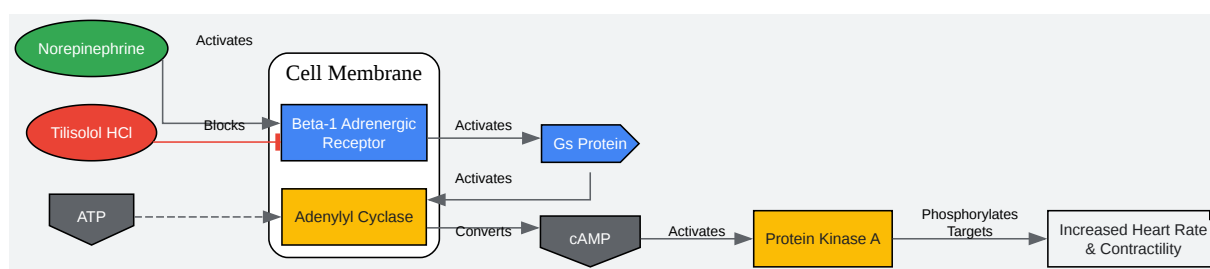 Activates
Norepinephrine
Cell Membrane
Tilisolol HCl
Blocks
Beta-1 Adrenergic
Receptor
Activates
Gs Protein
Activates
ATP
Adenylyl Cyclase
Converts
cAMP
Activates
Protein Kinase A
Phosphorylates
Targets
Increased Heart Rate
& Contractility